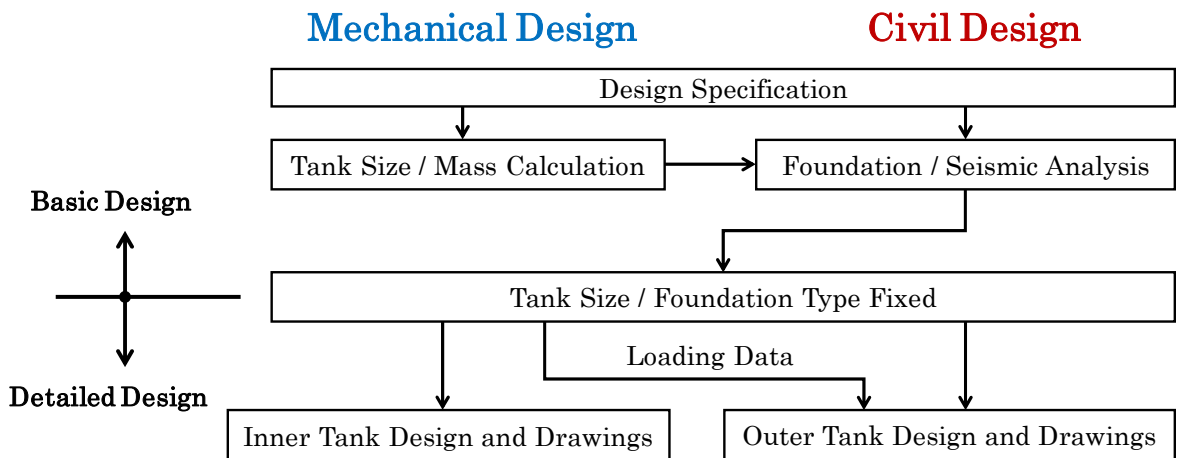 Mechanical Design
Civil Design
Design Specification
Tank Size / Mass Calculation
Foundation / Seismic Analysis
Basic Design
Tank Size / Foundation Type Fixed
Loading Data
Detailed Design
Inner Tank Design and Drawings
Outer Tank Design and Drawings